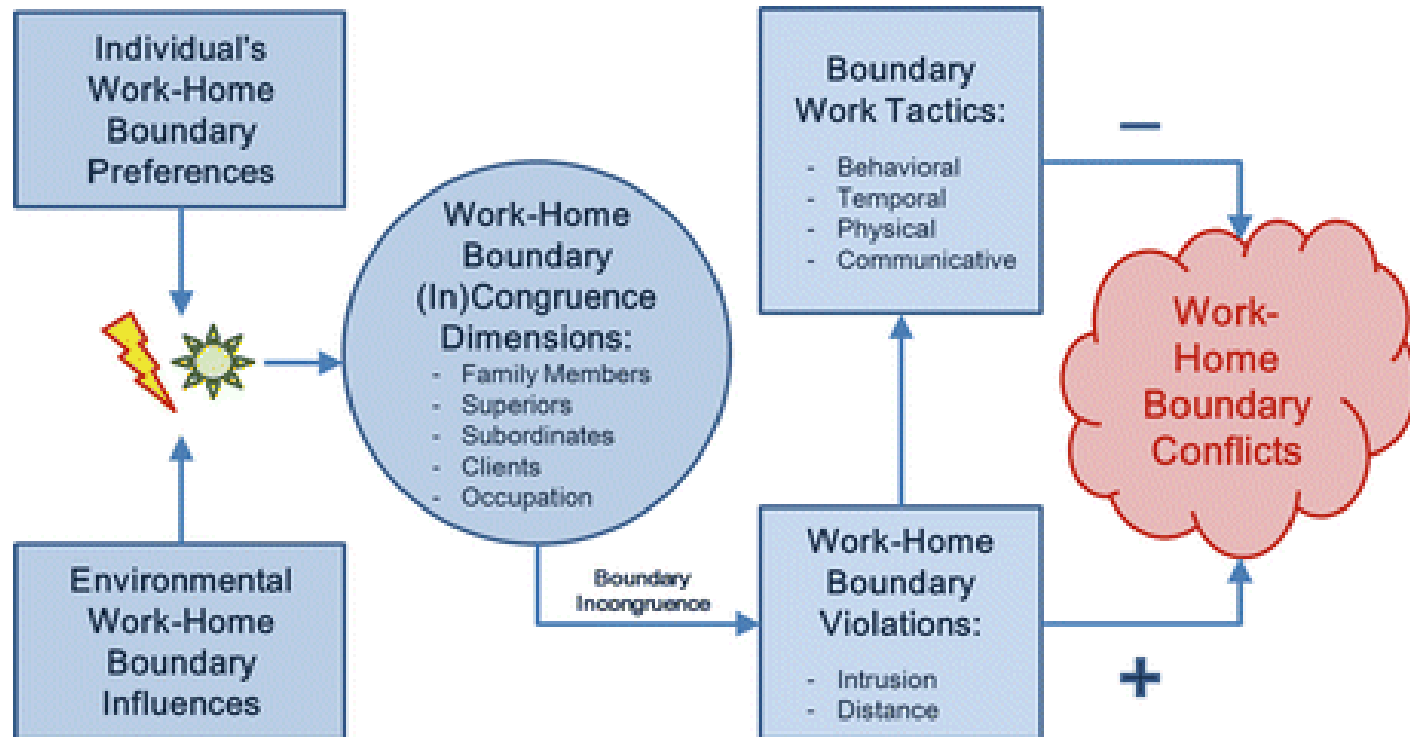 Individual's
Work-Home
Boundary
Preferences
Environmental
Work-Home
Boundary
Influences
Work-Home
Boundary
(In)Congruence
Dimensions:
- Family Members
- Superiors
- Subordinates
- Clients
- Occupation
Boundary
Incongruence
Boundary
Work Tactics:
- Behavioral
- Temporal
- Physical
- Communicative
Work-Home
Boundary
Violations:
- Intrusion
- Distance
–
+
Work-
Home
Boundary
Conflicts